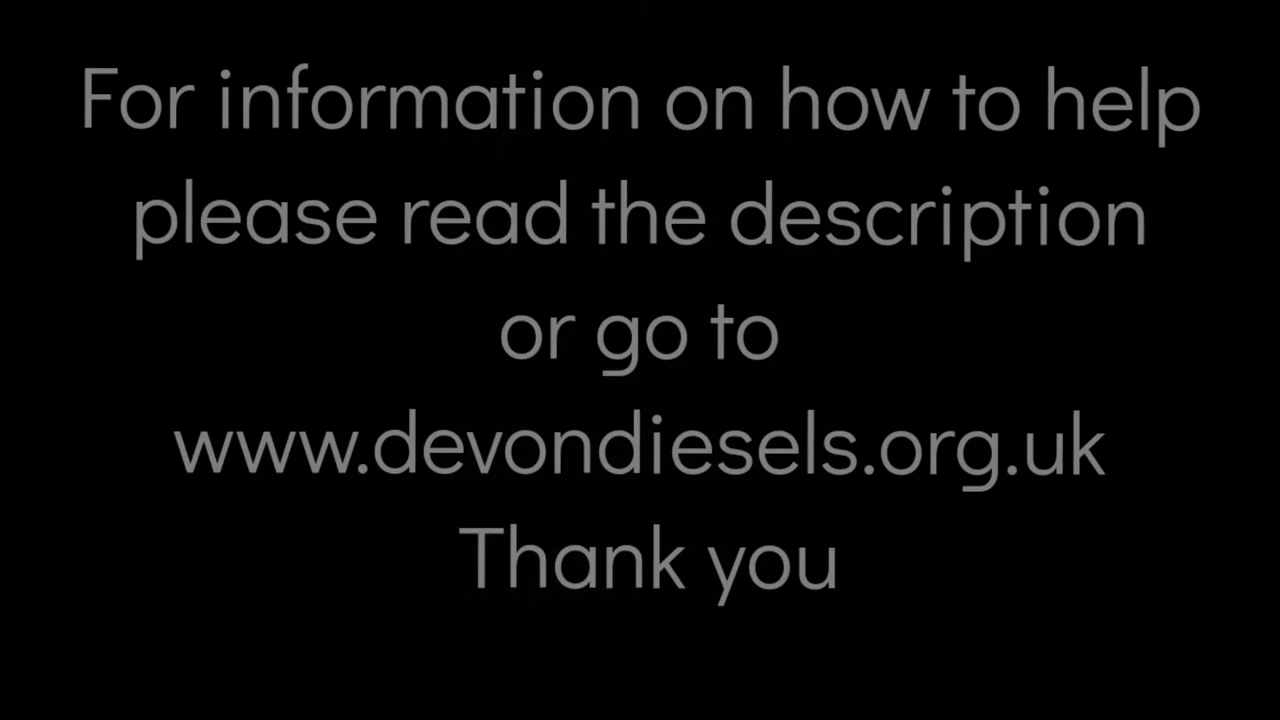 For information on how to help
please read the description
or go to
www.devondiesels.org.uk
Thank you